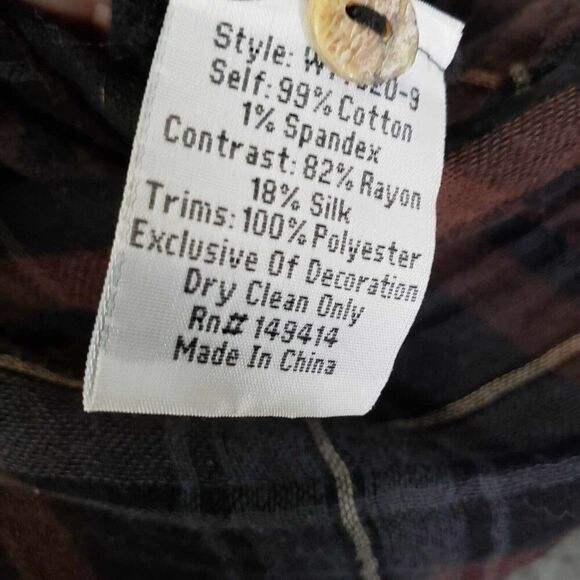 Style:
Self: 99% Cotton
1% Spandex
Contrast: 82% Rayon
18% Silk
Trims: 100% Polyester
Exclusive Of Decoration
Dry Clean Only
Rn# 149414
Made In China